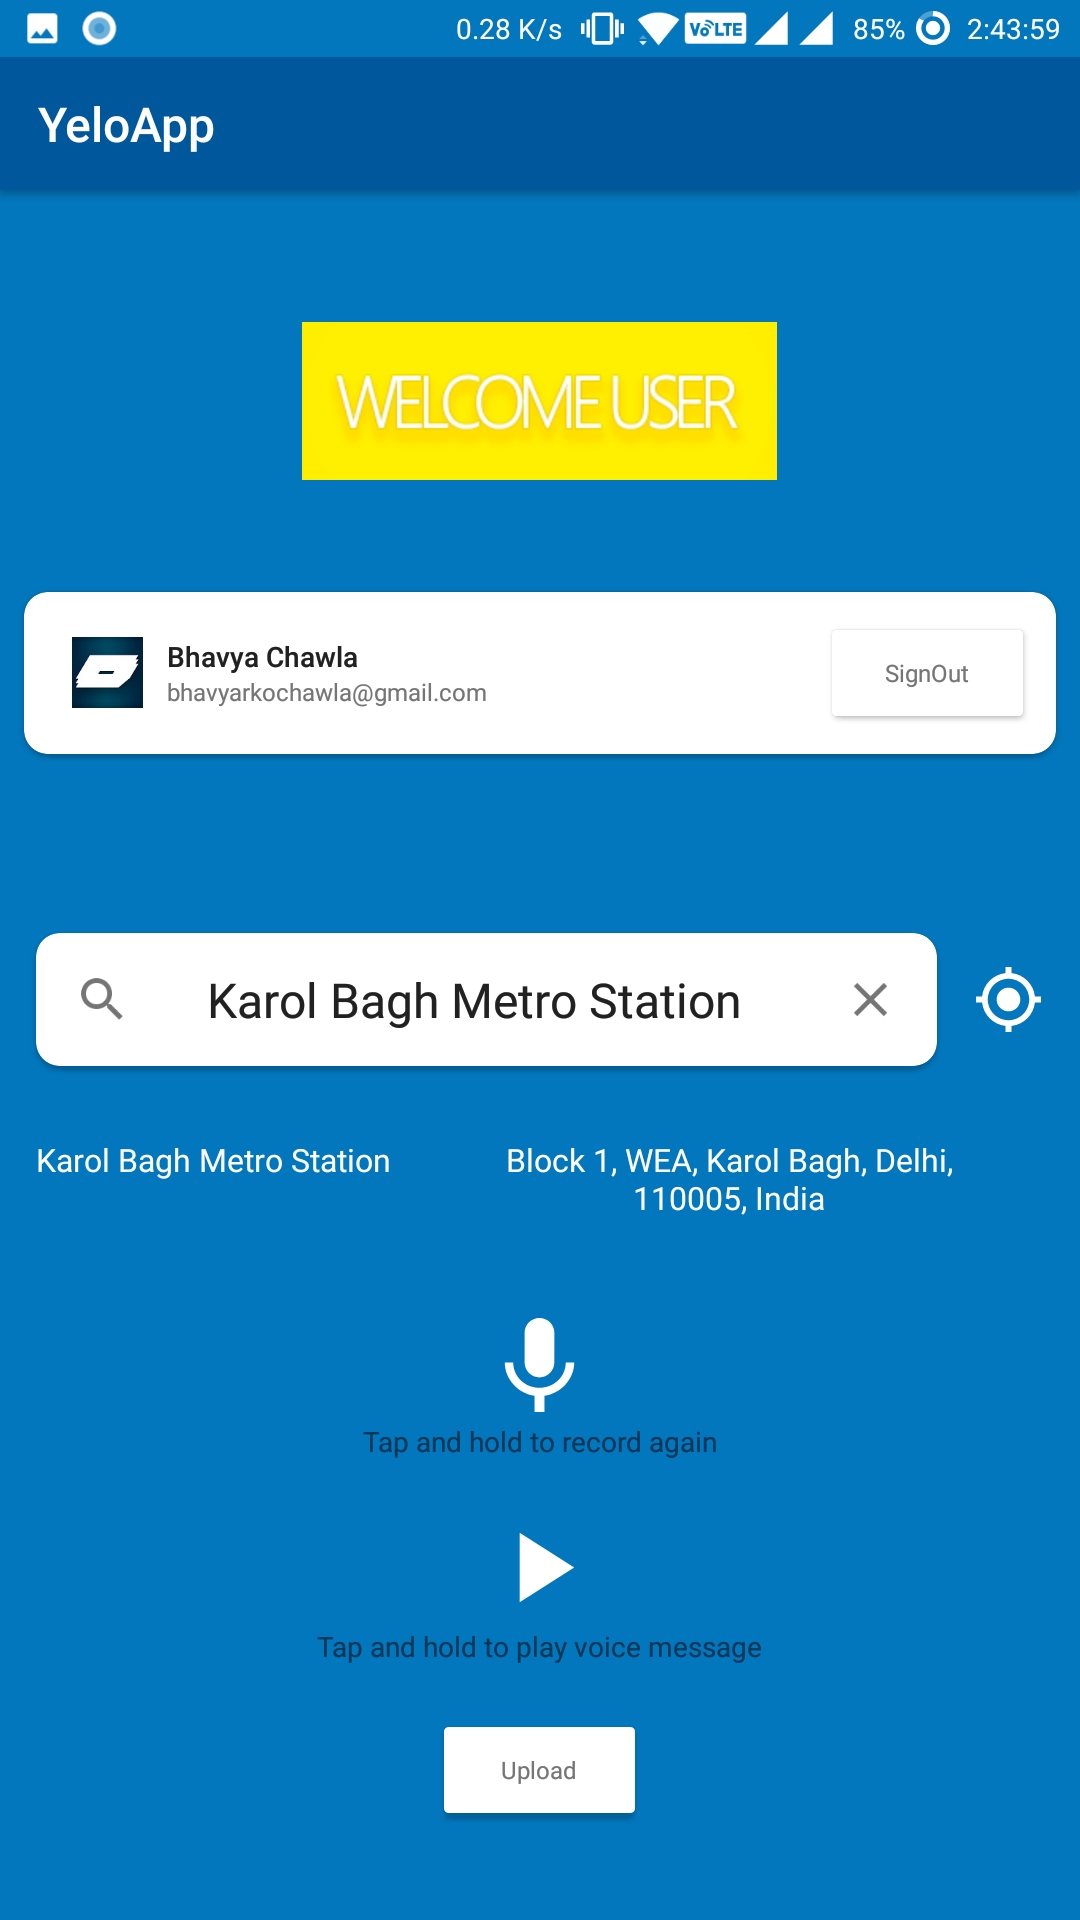 0.28 K/s VoLTE 85% 2:43:59
YeloApp
WELCOME USER
Bhavya Chawla
bhavyarkochawla@gmail.com
SignOut
Karol Bagh Metro Station
Karol Bagh Metro Station
Block 1, WEA, Karol Bagh, Delhi,
110005, India
Tap and hold to record again
Tap and hold to play voice message
Upload